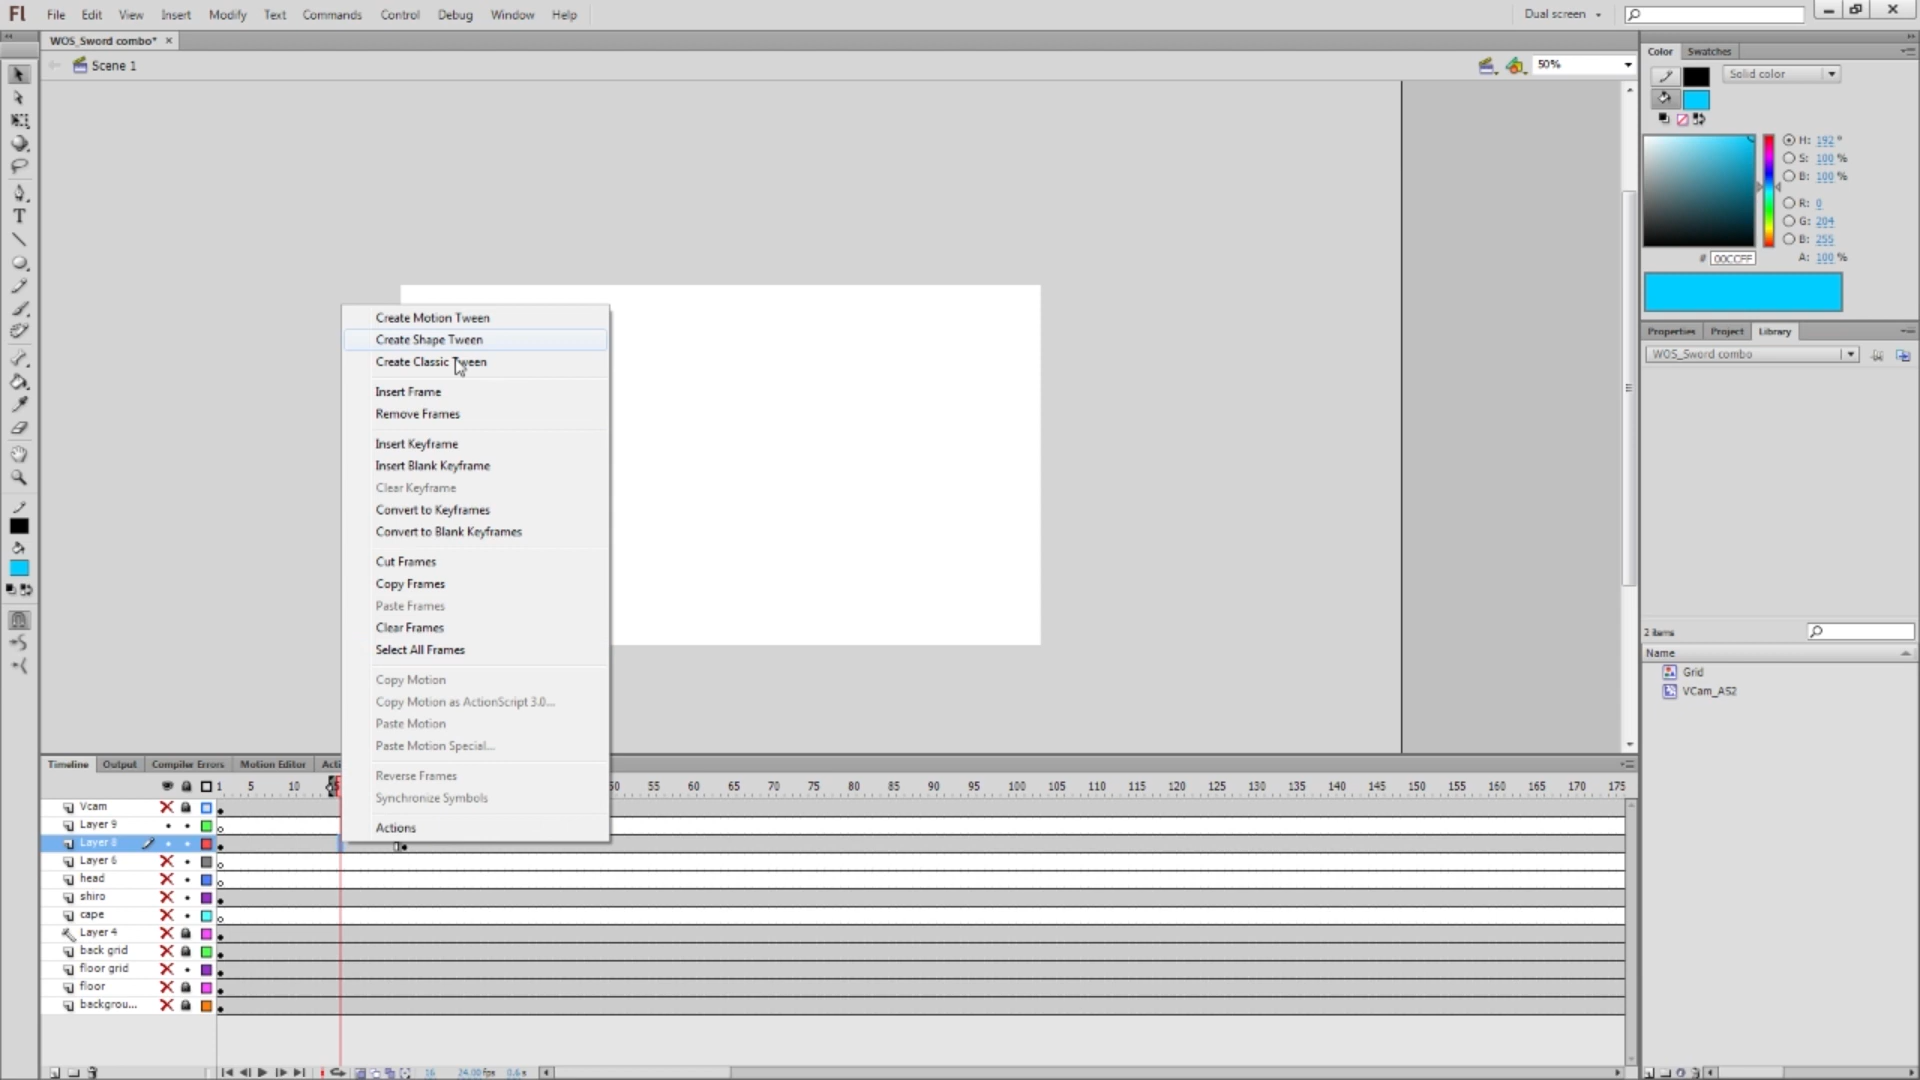 Fl File Edit View Insert Modify Text Commands Control Debug Window Help Dual screen
WOS_Sword combo* ×
Scene 1 50%
Color Swatches
Solid color
H: 192 °
S: 100 %
B: 100 %
R: 0
G: 204
B: 255
# 00CCFF A: 100 %
Properties Project Library
WOS_Sword combo
2 items
Name
Grid
VCam_AS2
Create Motion Tween
Create Shape Tween
Create Classic Tween
Insert Frame
Remove Frames
Insert Keyframe
Insert Blank Keyframe
Clear Keyframe
Convert to Keyframes
Convert to Blank Keyframes
Cut Frames
Copy Frames
Paste Frames
Clear Frames
Select All Frames
Copy Motion
Copy Motion as ActionScript 3.0...
Paste Motion
Paste Motion Special...
Reverse Frames
Synchronize Symbols
Actions
Timeline Output Compiler Errors Motion Editor Acti
1 5 10 50 55 60 65 70 75 80 85 90 95 100 105 110 115 120 125 130 135 140 145 150 155 160 165 170 175
Vcam
Layer 9
Layer 8
Layer 6
head
shiro
cape
Layer 4
back grid
floor grid
floor
backgrou...
16 24.00 fps 0.6 s